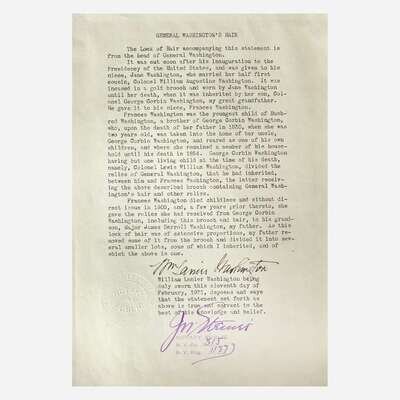 GENERAL WASHINGTON'S HAIR
The Lock of Hair accompanying this statement is
from the head of General Washington.
It was cut soon after his inauguration to the
Presidency of the United States, and was given to his
niece, Jane Washington, who married her half first
cousin, Colonel William Augustine Washington. It was
incased in a gold brooch and worn by Jane Washington
until her death, when it was inherited by her son, Col-
onel George Corbin Washington, my great grandfather.
He gave it to his niece, Frances Washington.
Frances Washington was the youngest child of Bush-
rod Washington, a brother of George Corbin Washington,
who, upon the death of her father in 1830, when she was
two years old, was taken into the home of her uncle,
George Corbin Washington, and reared as one of his own
children, and where she remained a member of his house-
hold until his death in 1854. George Corbin Washington
having but one living child at the time of his death,
namely, Colonel Lewis William Washington, divided the
relics of General Washington, that he had inherited,
between him and Frances Washington, the latter receiv-
ing the above described brooch containing General Wash-
ington's hair and other relics.
Frances Washington died childless and without di-
rect issue in 1900, and, a few years prior thereto, she
gave the relics she had received from George Corbin
Washington, including this brooch and hair, to his grand-
son, Major James Barroll Washington, my father. As this
lock of hair was of extensive proportions, my father re-
moved some of it from the brooch and divided it into sev-
eral smaller lots, some of which I inherited, and of
which the above is one.
Wm Lanier Washington
William Lanier Washington being
duly sworn this eleventh day of
February, 1921, deposes and says
that the statement set forth as
above is true and correct to the
best of his knowledge and belief.
NOTARY PUBLIC